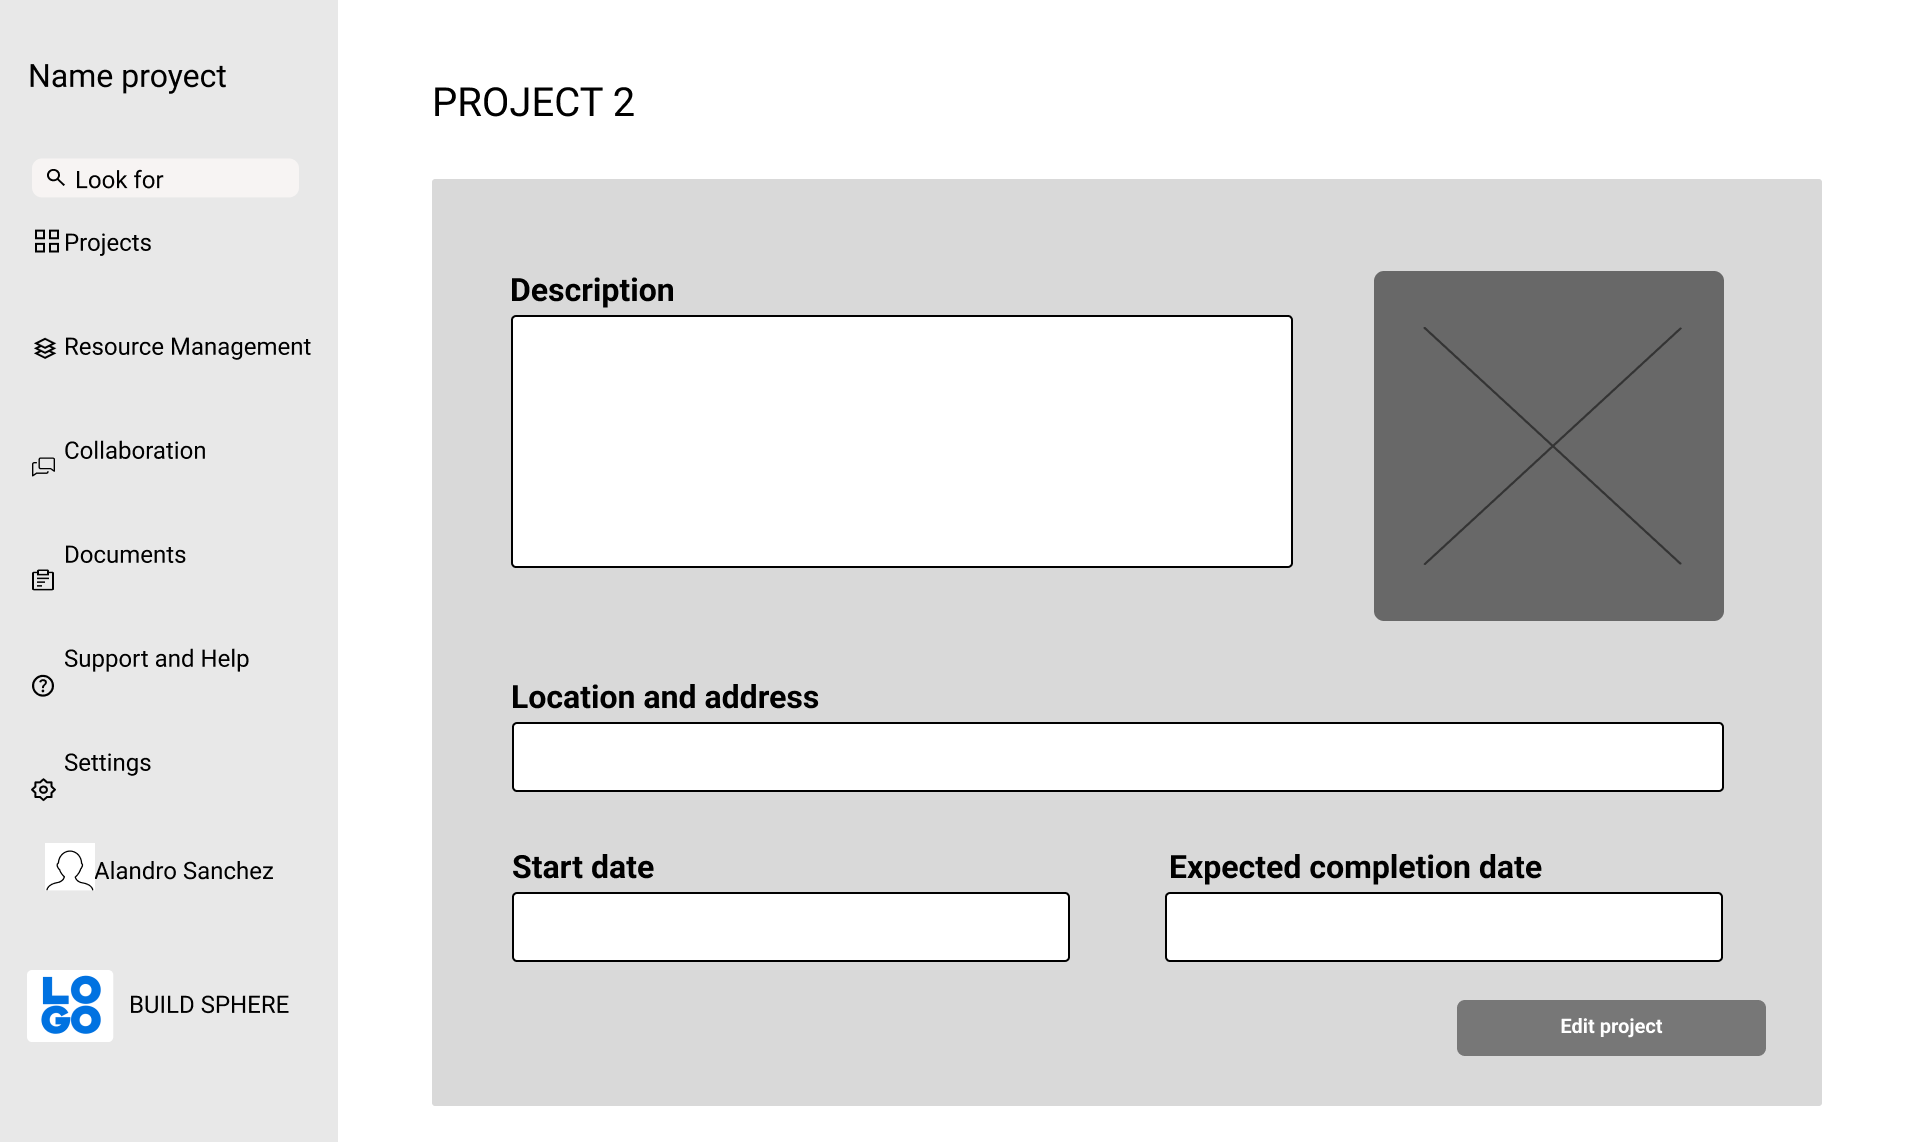 Name proyect
Look for
Projects
Resource Management
Collaboration
Documents
Support and Help
Settings
Alandro Sanchez
LO
GO
BUILD SPHERE
PROJECT 2
Description
Location and address
Start date
Expected completion date
Edit project